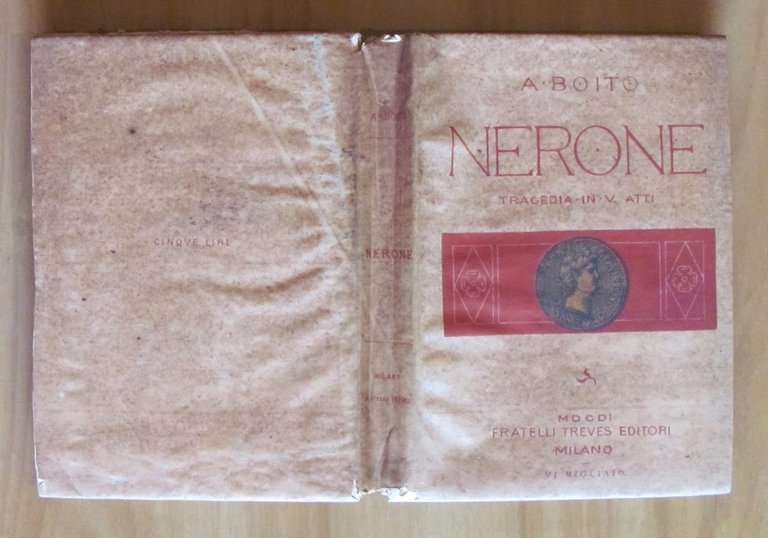 A·BOITO
NERONE
TRAGEDIA·IN·V. ATTI
MDCDI
FRATELLI TREVES EDITORI
MILANO
VI MIGLIAIO
A·BOITO
NERONE
MILANO
CINQVE LIRE